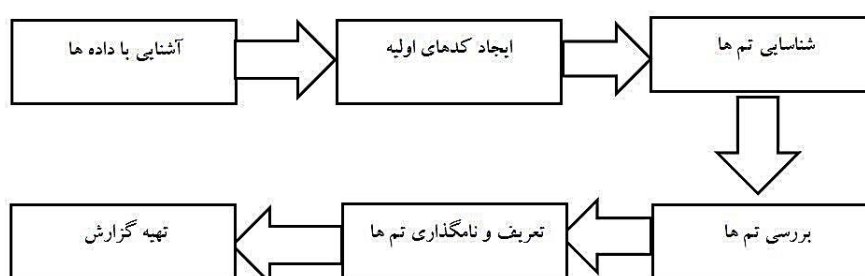 آشنایی با داده ها
ایجاد کدهای اولیه
شناسایی تم ها
بررسی تم ها
تعریف و نامگذاری تم ها
تهیه گزارش